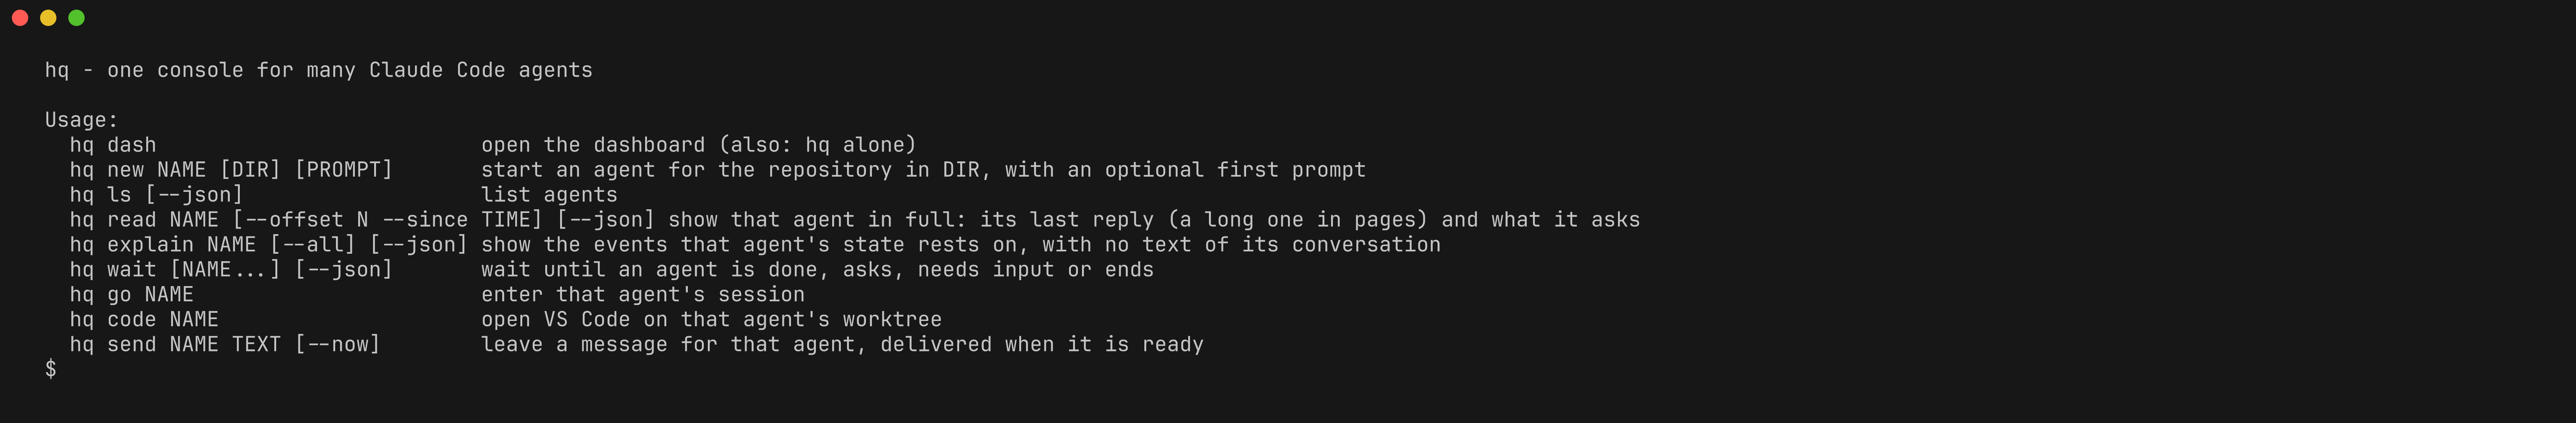 hq - one console for many Claude Code agents
Usage:
hq dash open the dashboard (also: hq alone)
hq new NAME [DIR] [PROMPT] start an agent for the repository in DIR, with an optional first prompt
hq ls [--json] list agents
hq read NAME [--offset N --since TIME] [--json] show that agent in full: its last reply (a long one in pages) and what it asks
hq explain NAME [--all] [--json] show the events that agent's state rests on, with no text of its conversation
hq wait [NAME...] [--json] wait until an agent is done, asks, needs input or ends
hq go NAME enter that agent's session
hq code NAME open VS Code on that agent's worktree
hq send NAME TEXT [--now] leave a message for that agent, delivered when it is ready
$